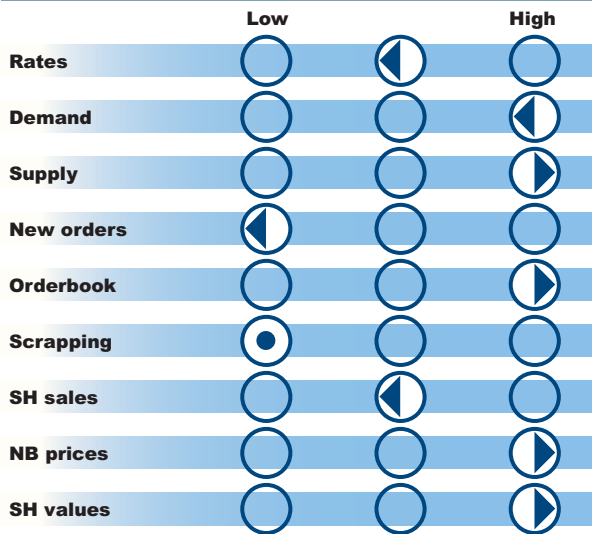 Low High
Rates
Demand
Supply
New orders
Orderbook
Scrapping
SH sales
NB prices
SH values